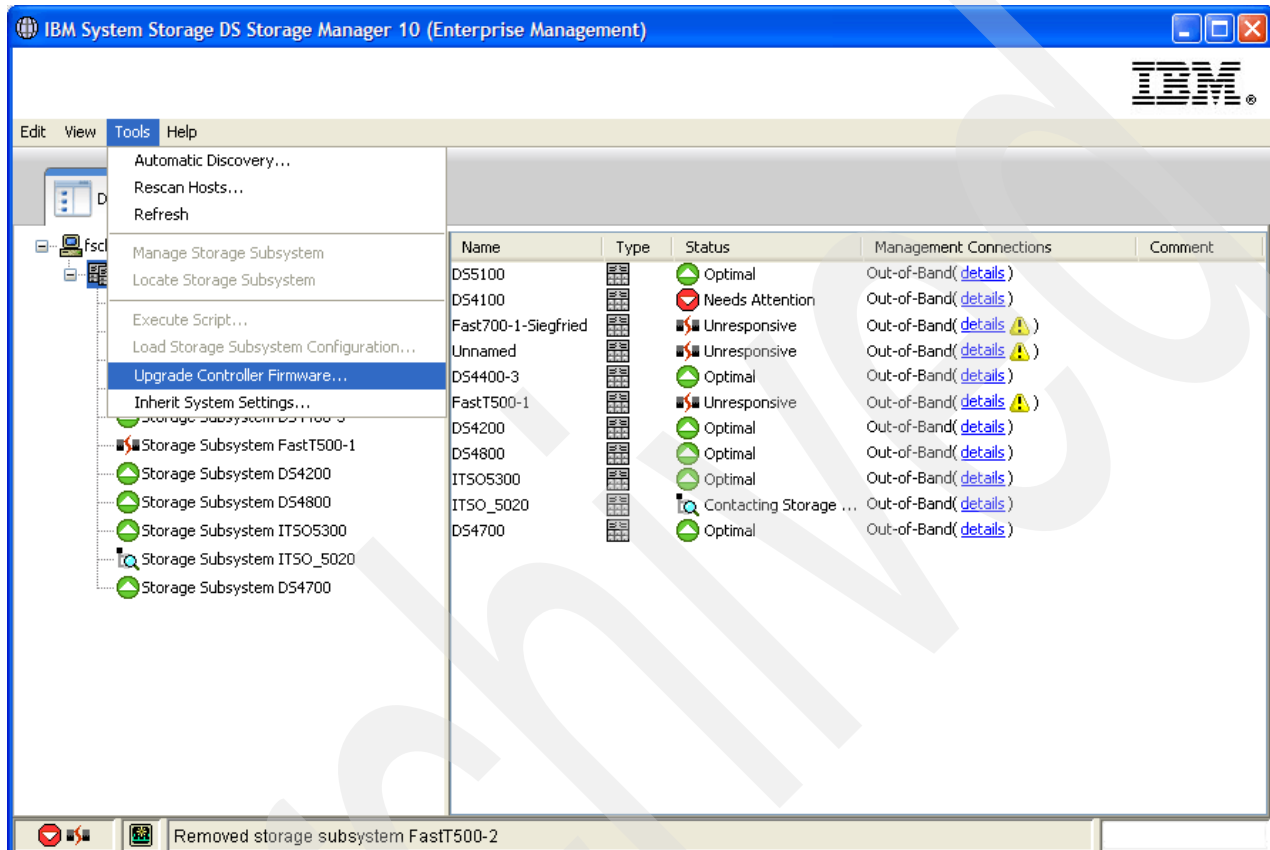 IBM System Storage DS Storage Manager 10 (Enterprise Management)
IBM®
Edit View Tools Help
Automatic Discovery...
Rescan Hosts...
Refresh
Manage Storage Subsystem
Locate Storage Subsystem
Execute Script...
Load Storage Subsystem Configuration...
Upgrade Controller Firmware...
Inherit System Settings...
Storage Subsystem FastT500-1
Storage Subsystem DS4200
Storage Subsystem DS4800
Storage Subsystem ITSO5300
Storage Subsystem ITSO_5020
Storage Subsystem DS4700
Name Type Status Management Connections Comment
DS5100 Optimal Out-of-Band( details )
DS4100 Needs Attention Out-of-Band( details )
Fast700-1-Siegfried Unresponsive Out-of-Band( details )
Unnamed Unresponsive Out-of-Band( details )
DS4400-3 Optimal Out-of-Band( details )
FastT500-1 Unresponsive Out-of-Band( details )
DS4200 Optimal Out-of-Band( details )
DS4800 Optimal Out-of-Band( details )
ITSO5300 Optimal Out-of-Band( details )
ITSO_5020 Contacting Storage ... Out-of-Band( details )
DS4700 Optimal Out-of-Band( details )
Removed storage subsystem FastT500-2